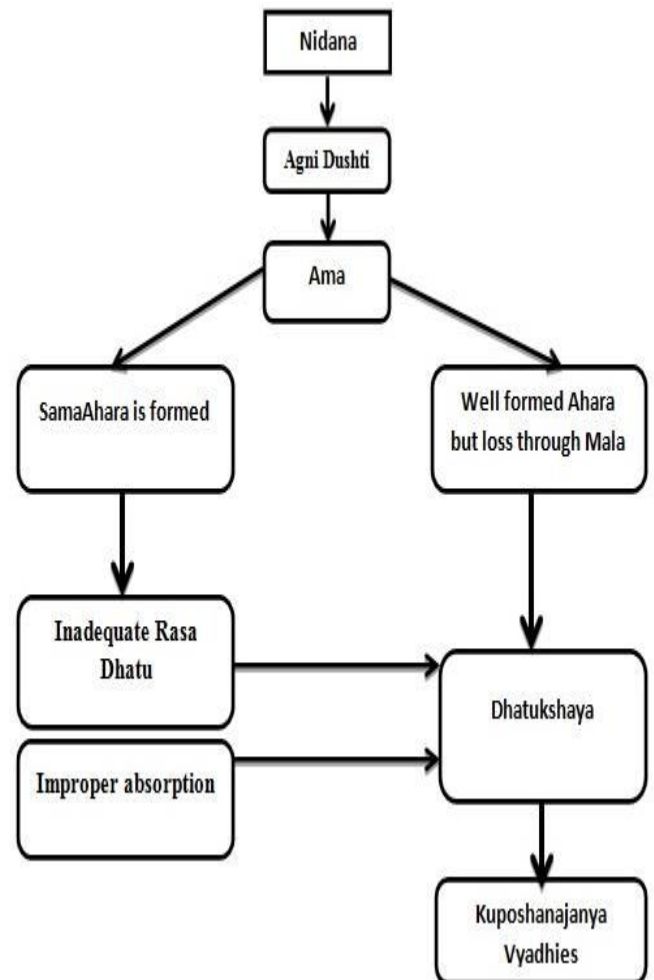 Nidana
Agni Dushti
Ama
SamaAhara is formed
Well formed Ahara
but loss through Mala
Inadequate Rasa
Dhatu
Dhatukshaya
Improper absorption
Kuposhanajanya
Vyadhies